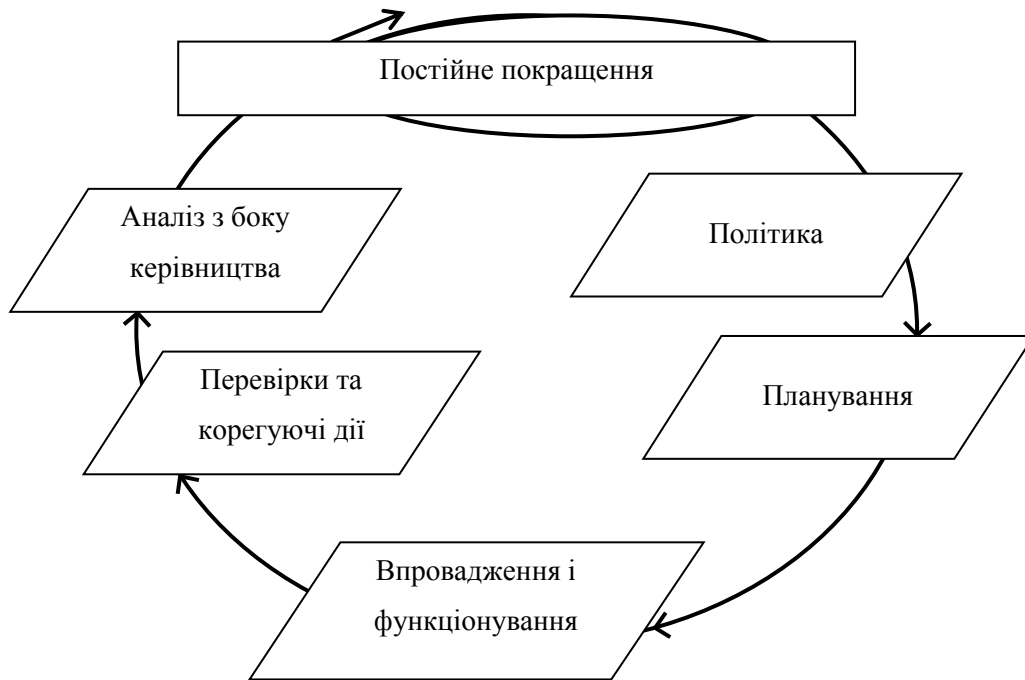 Постійне покращення
Аналіз з боку
керівництва
Політика
Перевірки та
корегуючі дії
Планування
Впровадження і
функціонування